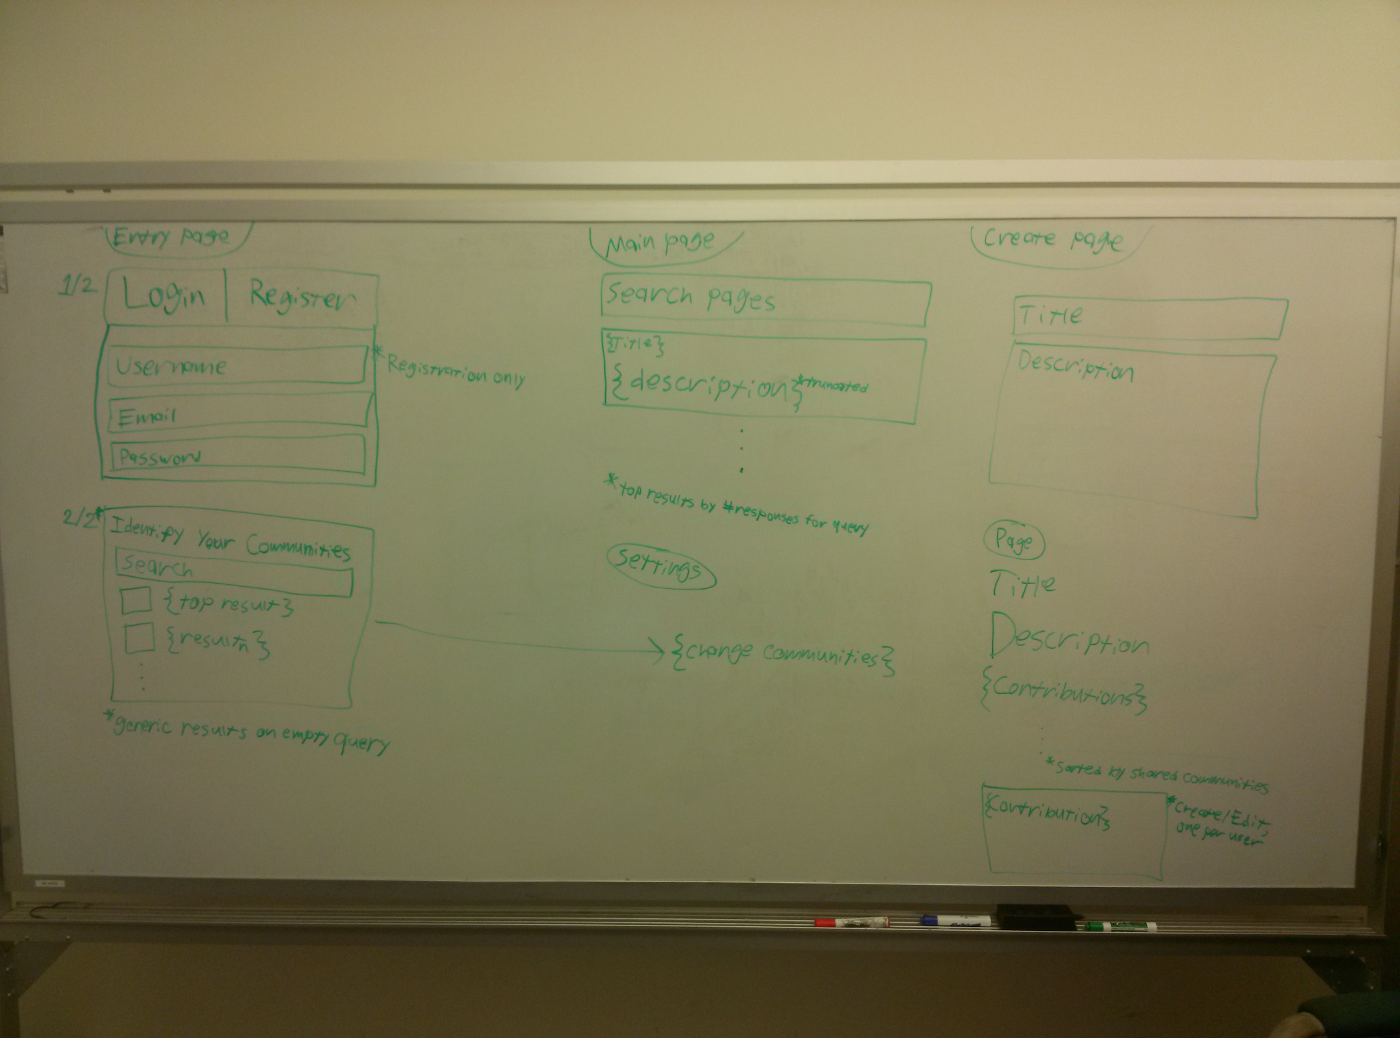 Entry page
1/2
Login | Register
Username
*Registration only
Email
Password
2/2*
Identify Your Communities
Search
{top result}
{resultn}
*generic results on empty query
Main page
Search pages
{Title}
{description} *truncated
*top results by #responses for query
Settings
{change communities}
Create page
Title
Description
Page
Title
Description
{Contributions}
*Sorted by shared communities
{Contribution}
*Create/Edit,
one per user